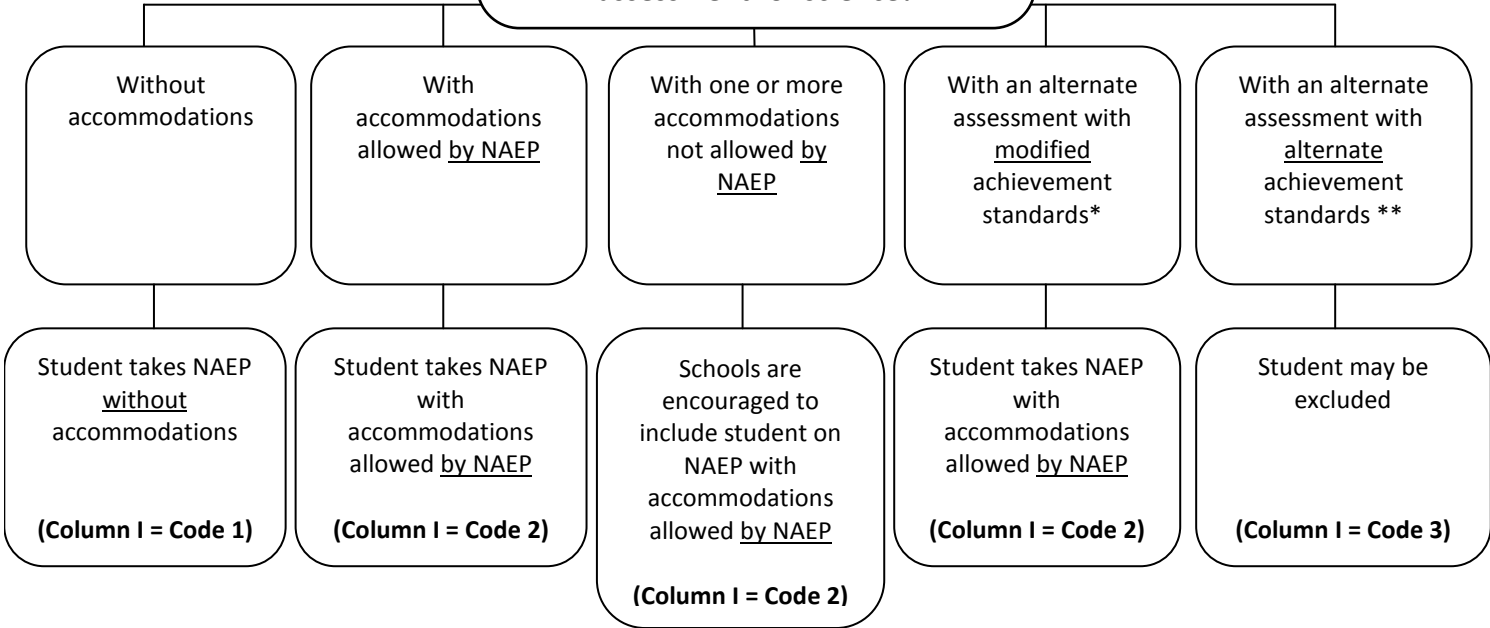 Without
accommodations
With
accommodations
allowed by NAEP
With one or more
accommodations
not allowed by
NAEP
With an alternate
assessment with
modified
achievement
standards*
With an alternate
assessment with
alternate
achievement
standards **
Student takes NAEP
without
accommodations
(Column I = Code 1)
Student takes NAEP
with
accommodations
allowed by NAEP
(Column I = Code 2)
Schools are
encouraged to
include student on
NAEP with
accommodations
allowed by NAEP
(Column I = Code 2)
Student takes NAEP
with
accommodations
allowed by NAEP
(Column I = Code 2)
Student may be
excluded
(Column I = Code 3)